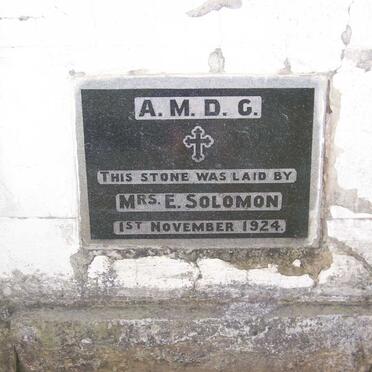 A. M. D. G.
THIS STONE WAS LAID BY
MRS. E. SOLOMON
1ST NOVEMBER 1924.